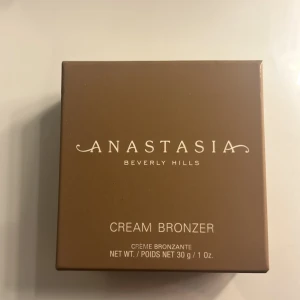 ANASTASIA
BEVERLY HILLS
CREAM BRONZER
CRÈME BRONZANTE
NET WT. / POIDS NET 30 g / 1 Oz.